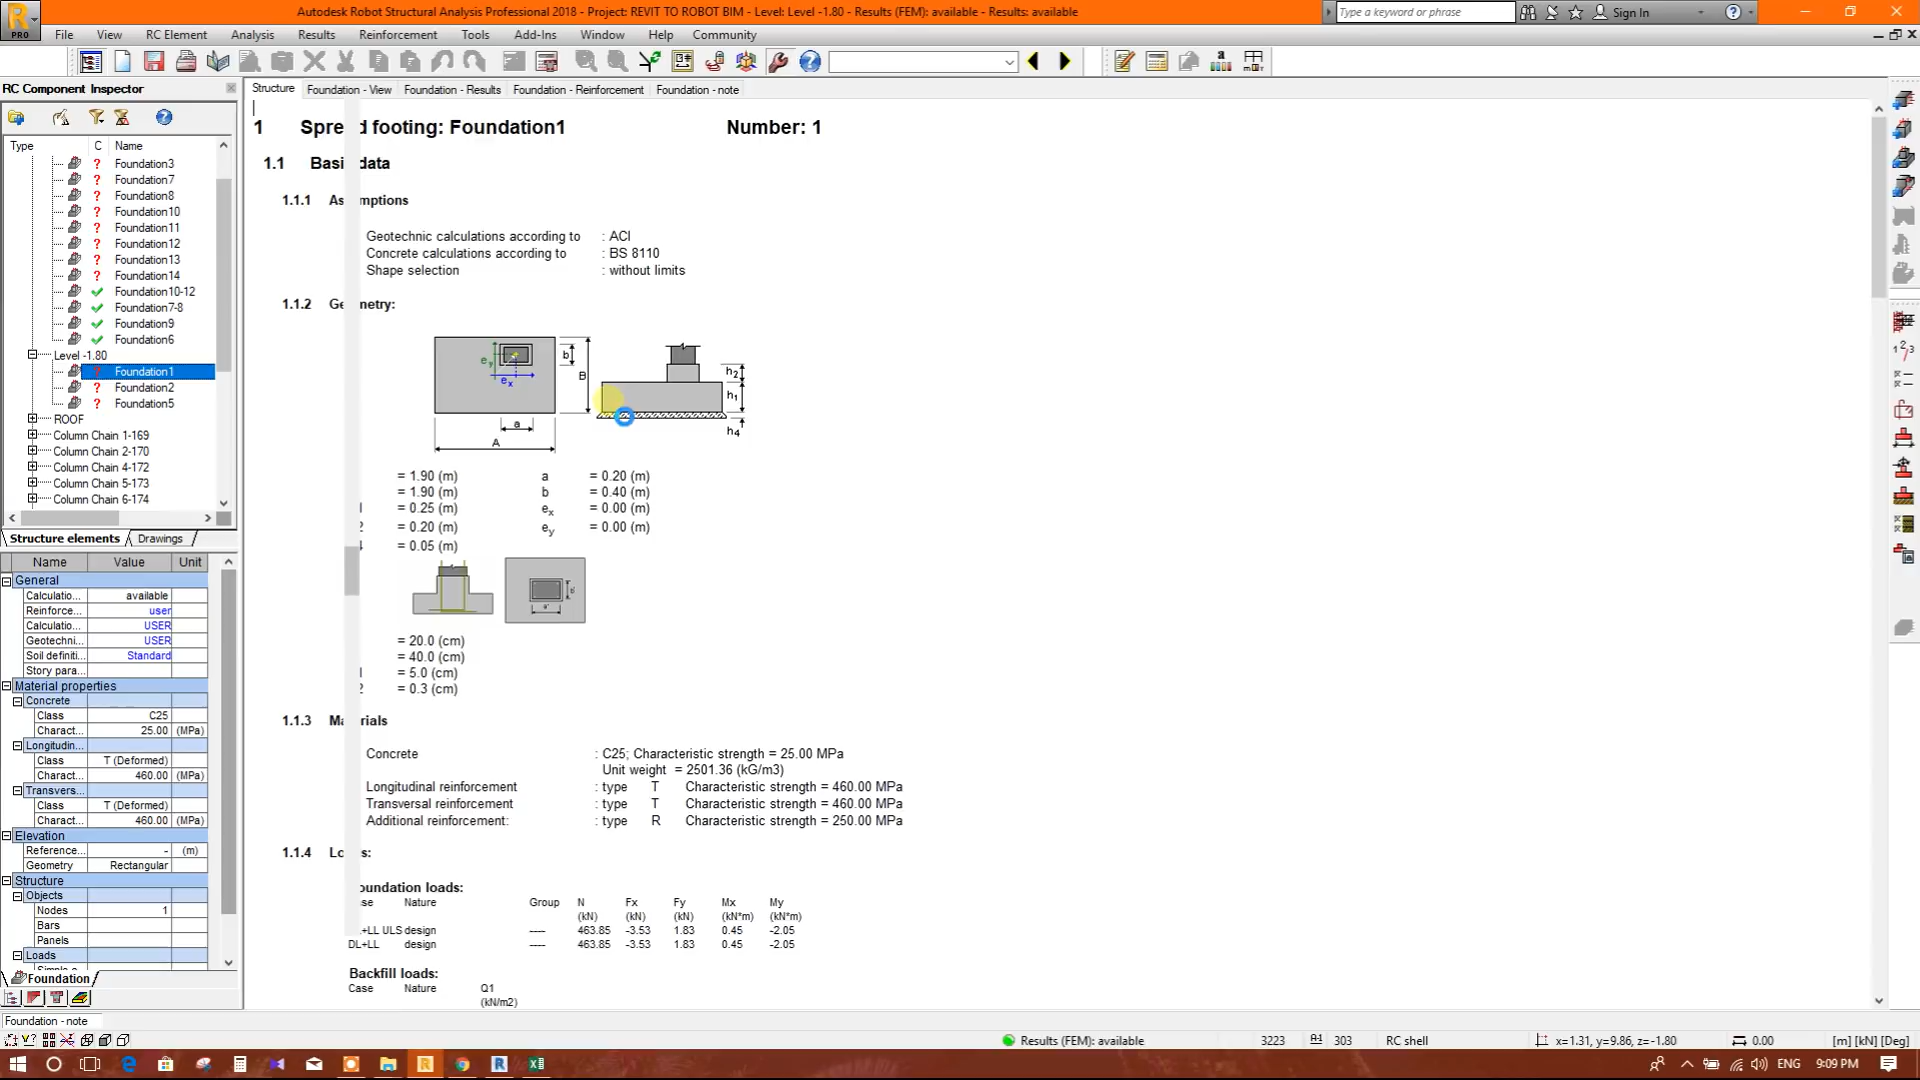 Autodesk Robot Structural Analysis Professional 2018 - Project: REVIT TO ROBOT BIM - Level: Level -1.80 - Results (FEM): available - Results: available
Type a keyword or phrase
Sign In
PRO
File View RC Element Analysis Results Reinforcement Tools Add-Ins Window Help Community
RC Component Inspector
Type C Name
Foundation3
Foundation7
Foundation8
Foundation10
Foundation11
Foundation12
Foundation13
Foundation14
Foundation10-12
Foundation7-8
Foundation9
Foundation6
Level -1.80
Foundation1
Foundation2
Foundation5
ROOF
Column Chain 1-169
Column Chain 2-170
Column Chain 4-172
Column Chain 5-173
Column Chain 6-174
Structure elements Drawings
Name Value Unit
General
Calculatio... available
Reinforce... user
Calculatio... USER
Geotechni... USER
Soil definiti... Standard
Story para...
Material properties
Concrete
Class C25
Charact... 25.00 (MPa)
Longitudin...
Class T (Deformed)
Charact... 460.00 (MPa)
Transvers...
Class T (Deformed)
Charact... 460.00 (MPa)
Elevation
Reference... - (m)
Geometry Rectangular
Structure
Objects
Nodes 1
Bars
Panels
Loads
Foundation
Structure Foundation - View Foundation - Results Foundation - Reinforcement Foundation - note
1 Spread footing: Foundation1 Number: 1
1.1 Basic data
1.1.1 Assumptions
Geotechnic calculations according to : ACI
Concrete calculations according to : BS 8110
Shape selection : without limits
1.1.2 Geometry:
ey
ex
b
B
a
A
h2
h1
h4
= 1.90 (m) a = 0.20 (m)
= 1.90 (m) b = 0.40 (m)
= 0.25 (m) ex = 0.00 (m)
= 0.20 (m) ey = 0.00 (m)
= 0.05 (m)
= 20.0 (cm)
= 40.0 (cm)
= 5.0 (cm)
= 0.3 (cm)
1.1.3 Materials
Concrete : C25; Characteristic strength = 25.00 MPa
Unit weight = 2501.36 (kG/m3)
Longitudinal reinforcement : type T Characteristic strength = 460.00 MPa
Transversal reinforcement : type T Characteristic strength = 460.00 MPa
Additional reinforcement: : type R Characteristic strength = 250.00 MPa
1.1.4 Loads:
Foundation loads:
Case Nature Group N Fx Fy Mx My
(kN) (kN) (kN) (kN*m) (kN*m)
DL+LL ULS design ---- 463.85 -3.53 1.83 0.45 -2.05
DL+LL design ---- 463.85 -3.53 1.83 0.45 -2.05
Backfill loads:
Case Nature Q1
(kN/m2)
Foundation - note
Results (FEM): available 3223 303 RC shell x=1.31, y=9.86, z=-1.80 0.00 [m] [kN] [Deg]
ENG 9:09 PM